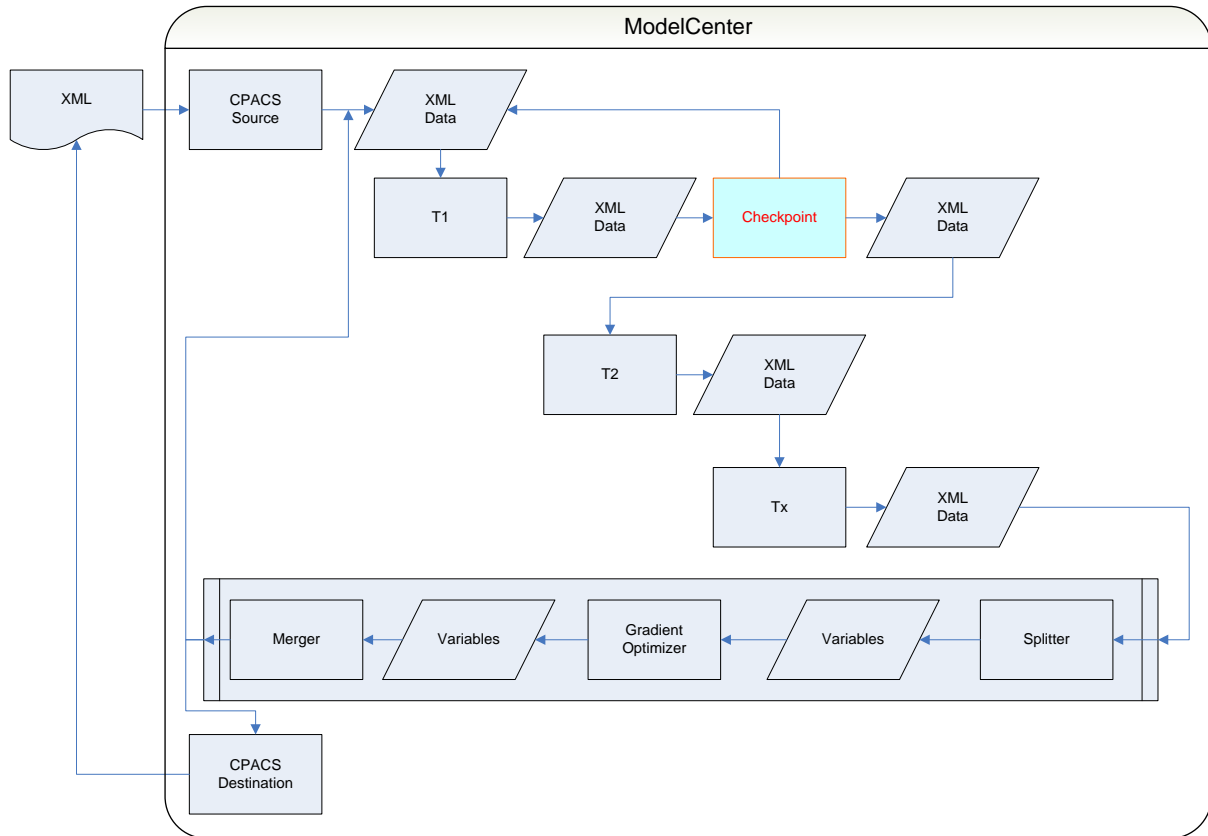 ModelCenter
XML
CPACS
Source
XML
Data
T1
XML
Data
Checkpoint
XML
Data
T2
XML
Data
Tx
XML
Data
Merger
Variables
Gradient
Optimizer
Variables
Splitter
CPACS
Destination